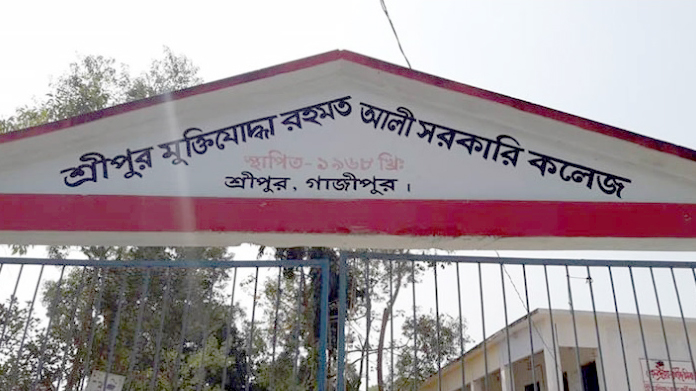 শ্রীপুর মুক্তিযোদ্ধা রহমত আলী সরকারি কলেজ
স্থাপিত- ১৯৬৮ খ্রিঃ
শ্রীপুর, গাজীপুর।